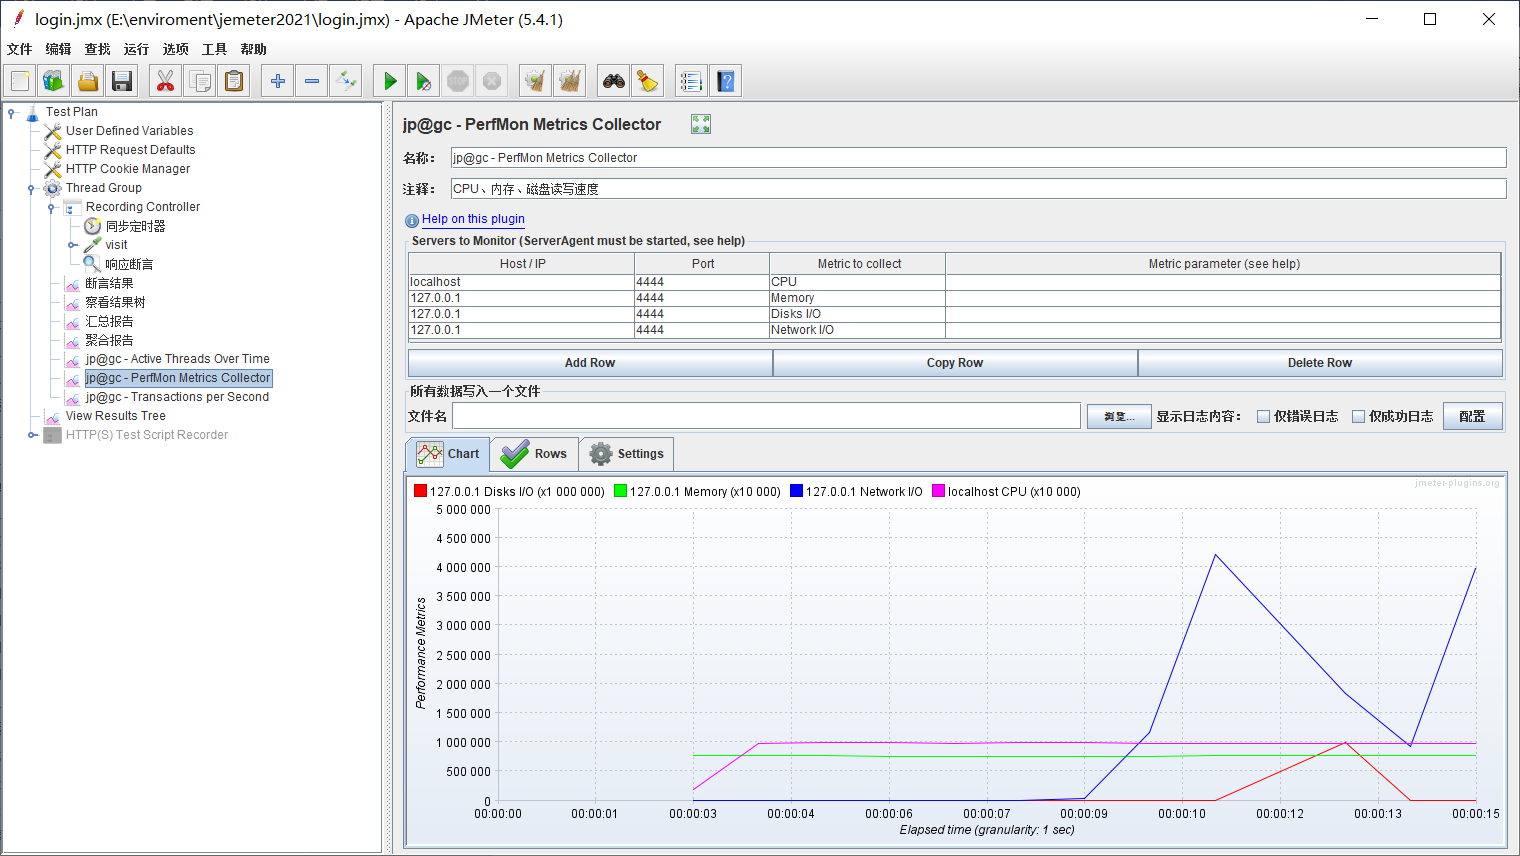 login.jmx (E:\enviroment\jemeter2021\login.jmx) - Apache JMeter (5.4.1)
文件 编辑 查找 运行 选项 工具 帮助
STOP
Test Plan
User Defined Variables
HTTP Request Defaults
HTTP Cookie Manager
Thread Group
Recording Controller
同步定时器
visit
响应断言
断言结果
察看结果树
汇总报告
聚合报告
jp@gc - Active Threads Over Time
jp@gc - PerfMon Metrics Collector
jp@gc - Transactions per Second
View Results Tree
HTTP(S) Test Script Recorder
jp@gc - PerfMon Metrics Collector
名称： jp@gc - PerfMon Metrics Collector
注释： CPU、内存、磁盘读写速度
Help on this plugin
Servers to Monitor (ServerAgent must be started, see help)
Host / IP Port Metric to collect Metric parameter (see help)
localhost 4444 CPU
127.0.0.1 4444 Memory
127.0.0.1 4444 Disks I/O
127.0.0.1 4444 Network I/O
Add Row Copy Row Delete Row
所有数据写入一个文件
文件名 浏览... 显示日志内容： 仅错误日志 仅成功日志 配置
Chart Rows Settings
127.0.0.1 Disks I/O (x1 000 000) 127.0.0.1 Memory (x10 000) 127.0.0.1 Network I/O localhost CPU (x10 000)
jmeter-plugins.org
5 000 000
4 500 000
4 000 000
3 500 000
3 000 000
2 500 000
2 000 000
1 500 000
1 000 000
500 000
0
Performance Metrics
00:00:00 00:00:01 00:00:03 00:00:04 00:00:06 00:00:07 00:00:09 00:00:10 00:00:12 00:00:13 00:00:15
Elapsed time (granularity: 1 sec)